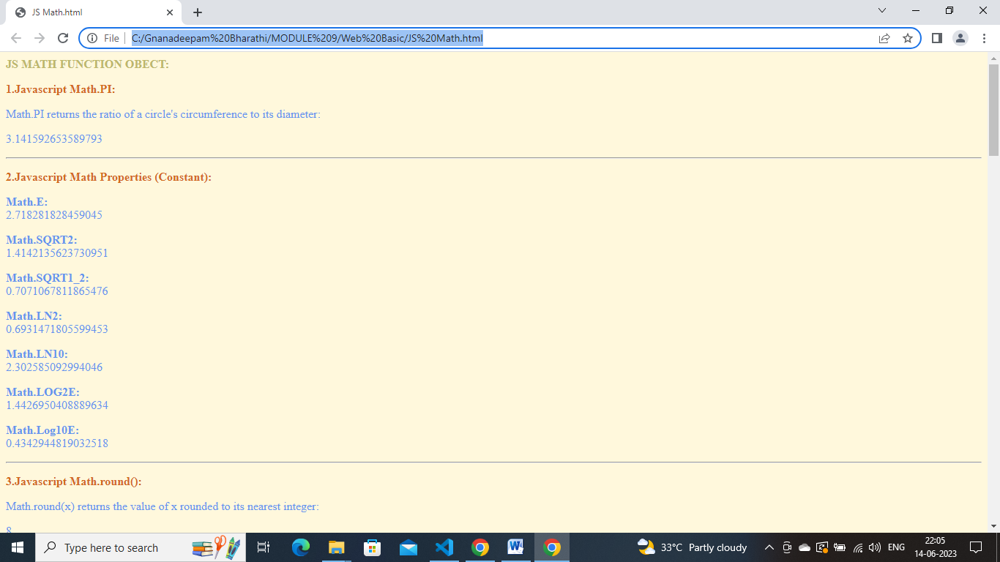 JS Math.html
File
C:/Gnanadeepam%20Bharathi/MODULE%209/Web%20Basic/JS%20Math.html
JS MATH FUNCTION OBECT:
1.Javascript Math.PI:
Math.PI returns the ratio of a circle's circumference to its diameter:
3.141592653589793
2.Javascript Math Properties (Constant):
Math.E:
2.718281828459045
Math.SQRT2:
1.4142135623730951
Math.SQRT1_2:
0.7071067811865476
Math.LN2:
0.6931471805599453
Math.LN10:
2.302585092994046
Math.LOG2E:
1.4426950408889634
Math.Log10E:
0.4342944819032518
3.Javascript Math.round():
Math.round(x) returns the value of x rounded to its nearest integer:
8
Type here to search
33°C Partly cloudy
ENG
22:05
14-06-2023